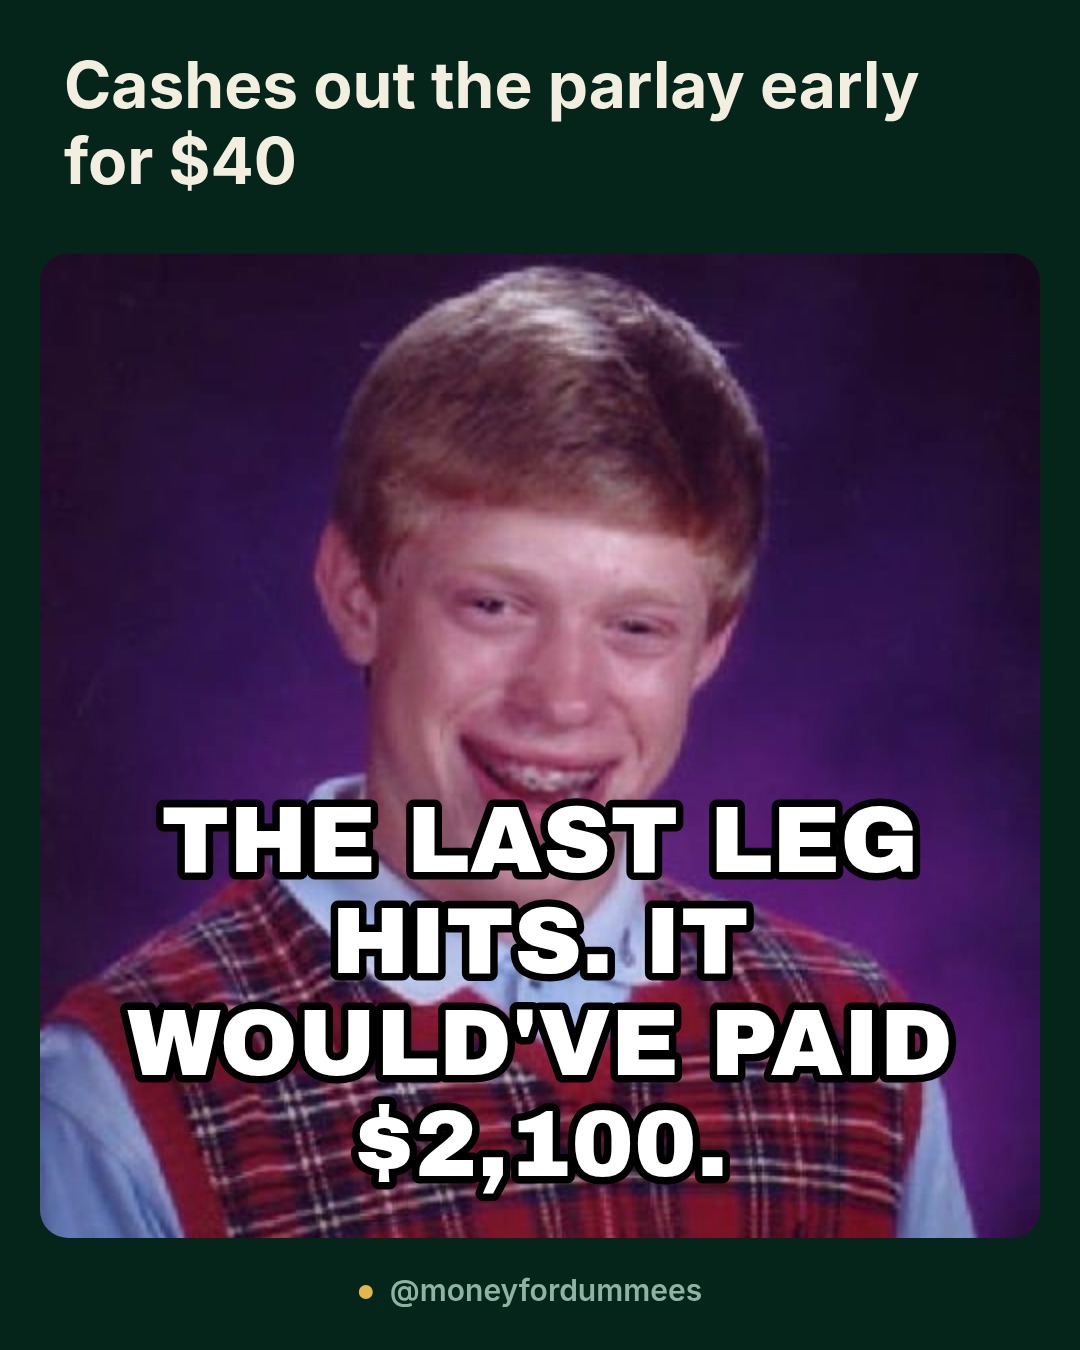 Cashes out the parlay early
for $40
THE LAST LEG
HITS. IT
WOULD'VE PAID
$2,100.
@moneyfordummees